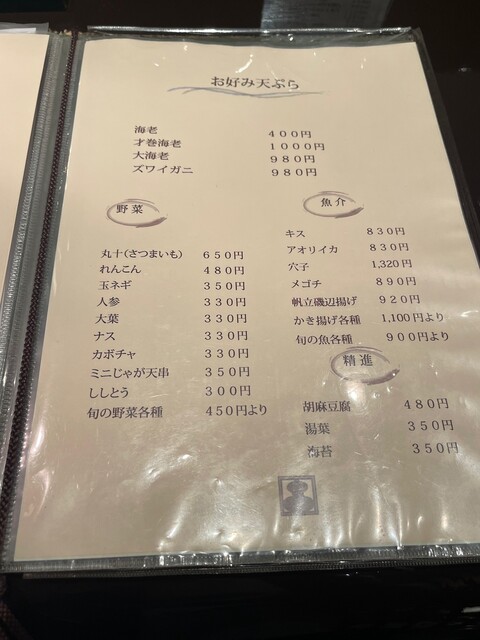 お好み天ぷら
海老 400円
才巻海老 1000円
大海老 980円
ズワイガニ 980円
野菜
丸十(さつまいも) 650円
れんこん 480円
玉ネギ 350円
人参 330円
大葉 330円
ナス 330円
カボチャ 330円
ミニじゃが天串 350円
ししとう 300円
旬の野菜各種 450円より
魚介
キス 830円
アオリイカ 830円
穴子 1,320円
メゴチ 890円
帆立磯辺揚げ 920円
かき揚げ各種 1,100円より
旬の魚各種 900円より
精進
胡麻豆腐 480円
湯葉 350円
海苔 350円